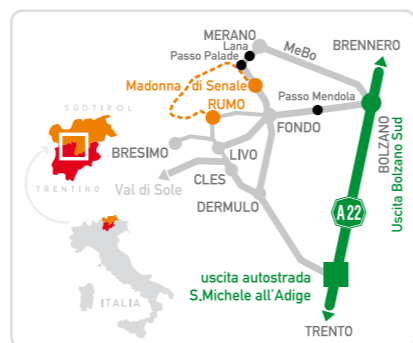 MERANO
Lana
Passo Palade
MeBo
BRENNERO
Madonna di Senale
RUMO
Passo Mendola
FONDO
BOLZANO
Uscita Bolzano Sud
SÜDTIROL
BRESIMO
LIVO
TRENTINO
Val di Sole
CLES
DERMULO
A22
uscita autostrada
S.Michele all'Adige
ITALIA
TRENTO